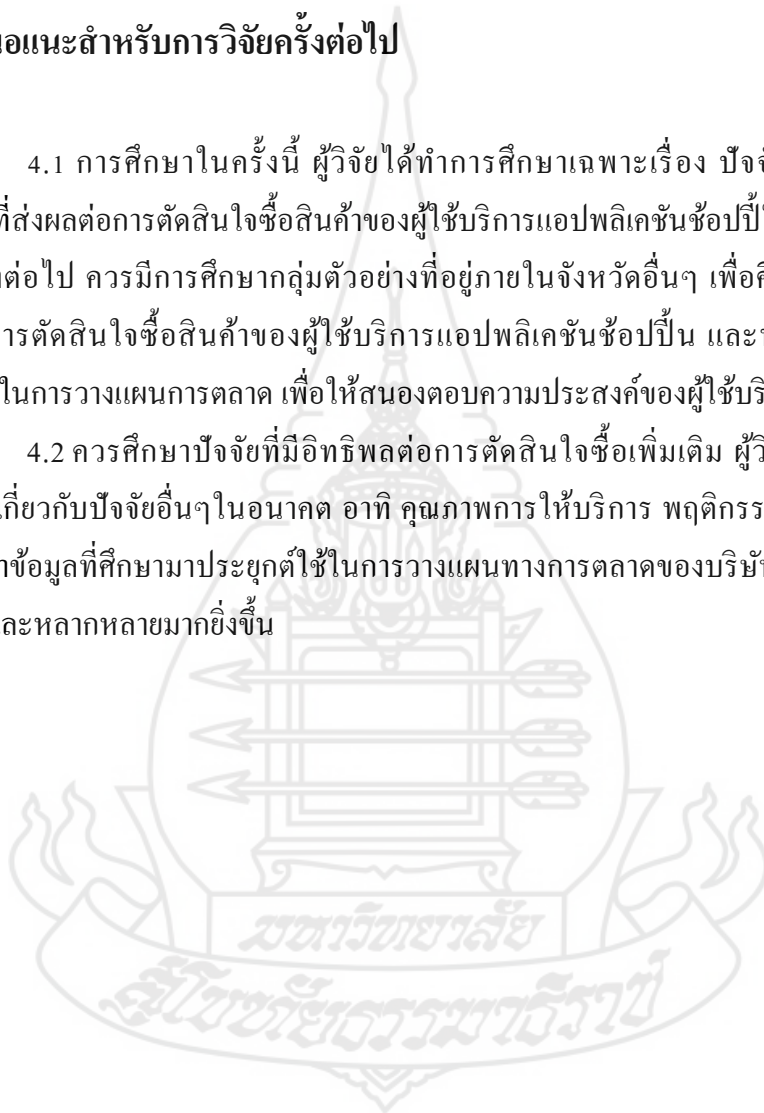 นอแนะสำหรับการวิจัยครั้งต่อไป
4.1 การศึกษาในครั้งนี้ ผู้วิจัยได้ทำการศึกษาเฉพาะเรื่อง ปัจจั
ที่ส่งผลต่อการตัดสินใจซื้อสินค้าของผู้ใช้บริการแอปพลิเคชันช้อปปี้ใ
งต่อไป ควรมีการศึกษากลุ่มตัวอย่างที่อยู่ภายในจังหวัดอื่นๆ เพื่อศึ
การตัดสินใจซื้อสินค้าของผู้ใช้บริการแอปพลิเคชันช้อปปี้น และ
ในการวางแผนการตลาด เพื่อให้สนองตอบความประสงค์ของผู้ใช้บริ
4.2 ควรศึกษาปัจจัยที่มีอิทธิพลต่อการตัดสินใจซื้อเพิ่มเติม ผู้วิ
เกี่ยวกับปัจจัยอื่นๆในอนาคต อาทิ คุณภาพการให้บริการ พฤติกรร
าข้อมูลที่ศึกษามาประยุกต์ใช้ในการวางแผนทางการตลาดของบริษั
ละหลากหลายมากยิ่งขึ้น
มหาวิทยาลัย
สุโขทัยธรรมาธิราช